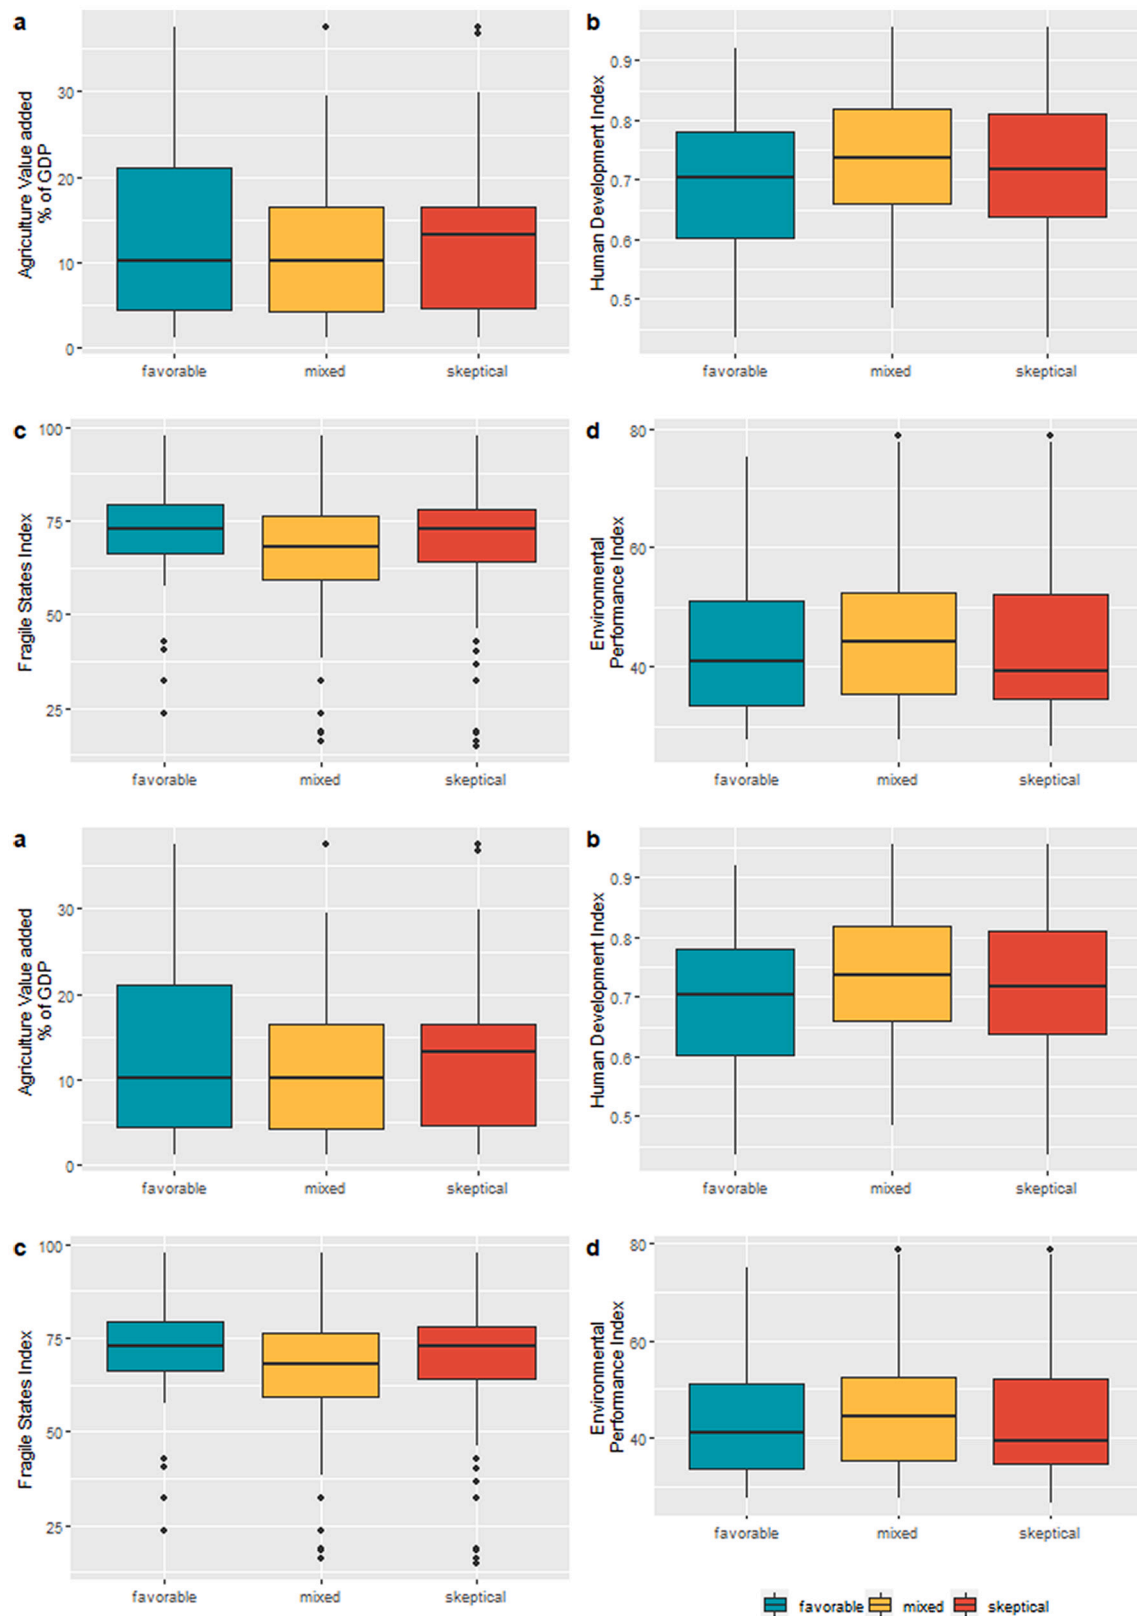 a
Agriculture Value added
% of GDP
30
20
10
0
favorable mixed skeptical
b
Human Development Index
0.9
0.8
0.7
0.6
0.5
favorable mixed skeptical
c
Fragile States Index
100
75
50
25
favorable mixed skeptical
d
Environmental
Performance Index
80
60
40
favorable mixed skeptical
a
Agriculture Value added
% of GDP
30
20
10
0
favorable mixed skeptical
b
Human Development Index
0.9
0.8
0.7
0.6
0.5
favorable mixed skeptical
c
Fragile States Index
100
75
50
25
favorable mixed skeptical
d
Environmental
Performance Index
80
60
40
favorable mixed skeptical
favorable mixed skeptical